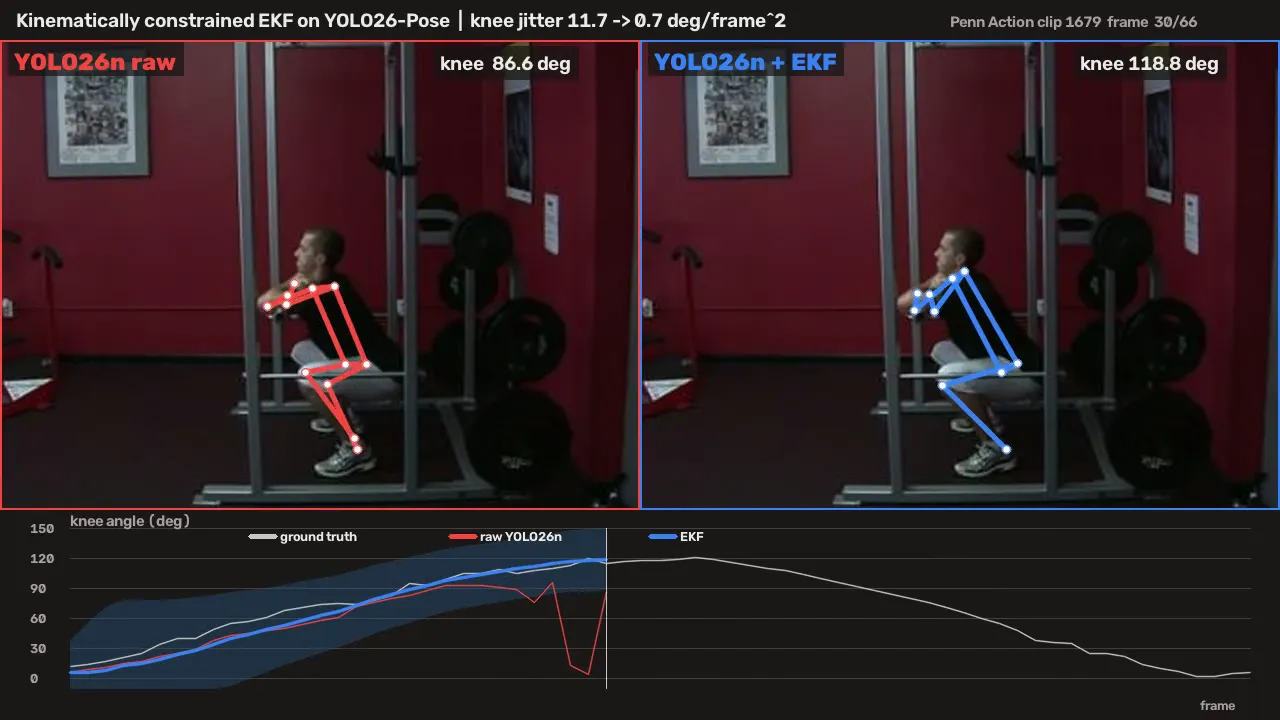 Kinematically constrained EKF on YOLO26-Pose | knee jitter 11.7 -> 0.7 deg/frame^2
Penn Action clip 1679 frame 30/66
YOLO26n raw
knee 86.6 deg
YOLO26n + EKF
knee 118.8 deg
knee angle (deg)
ground truth
raw YOLO26n
EKF
150
120
90
60
30
0
frame